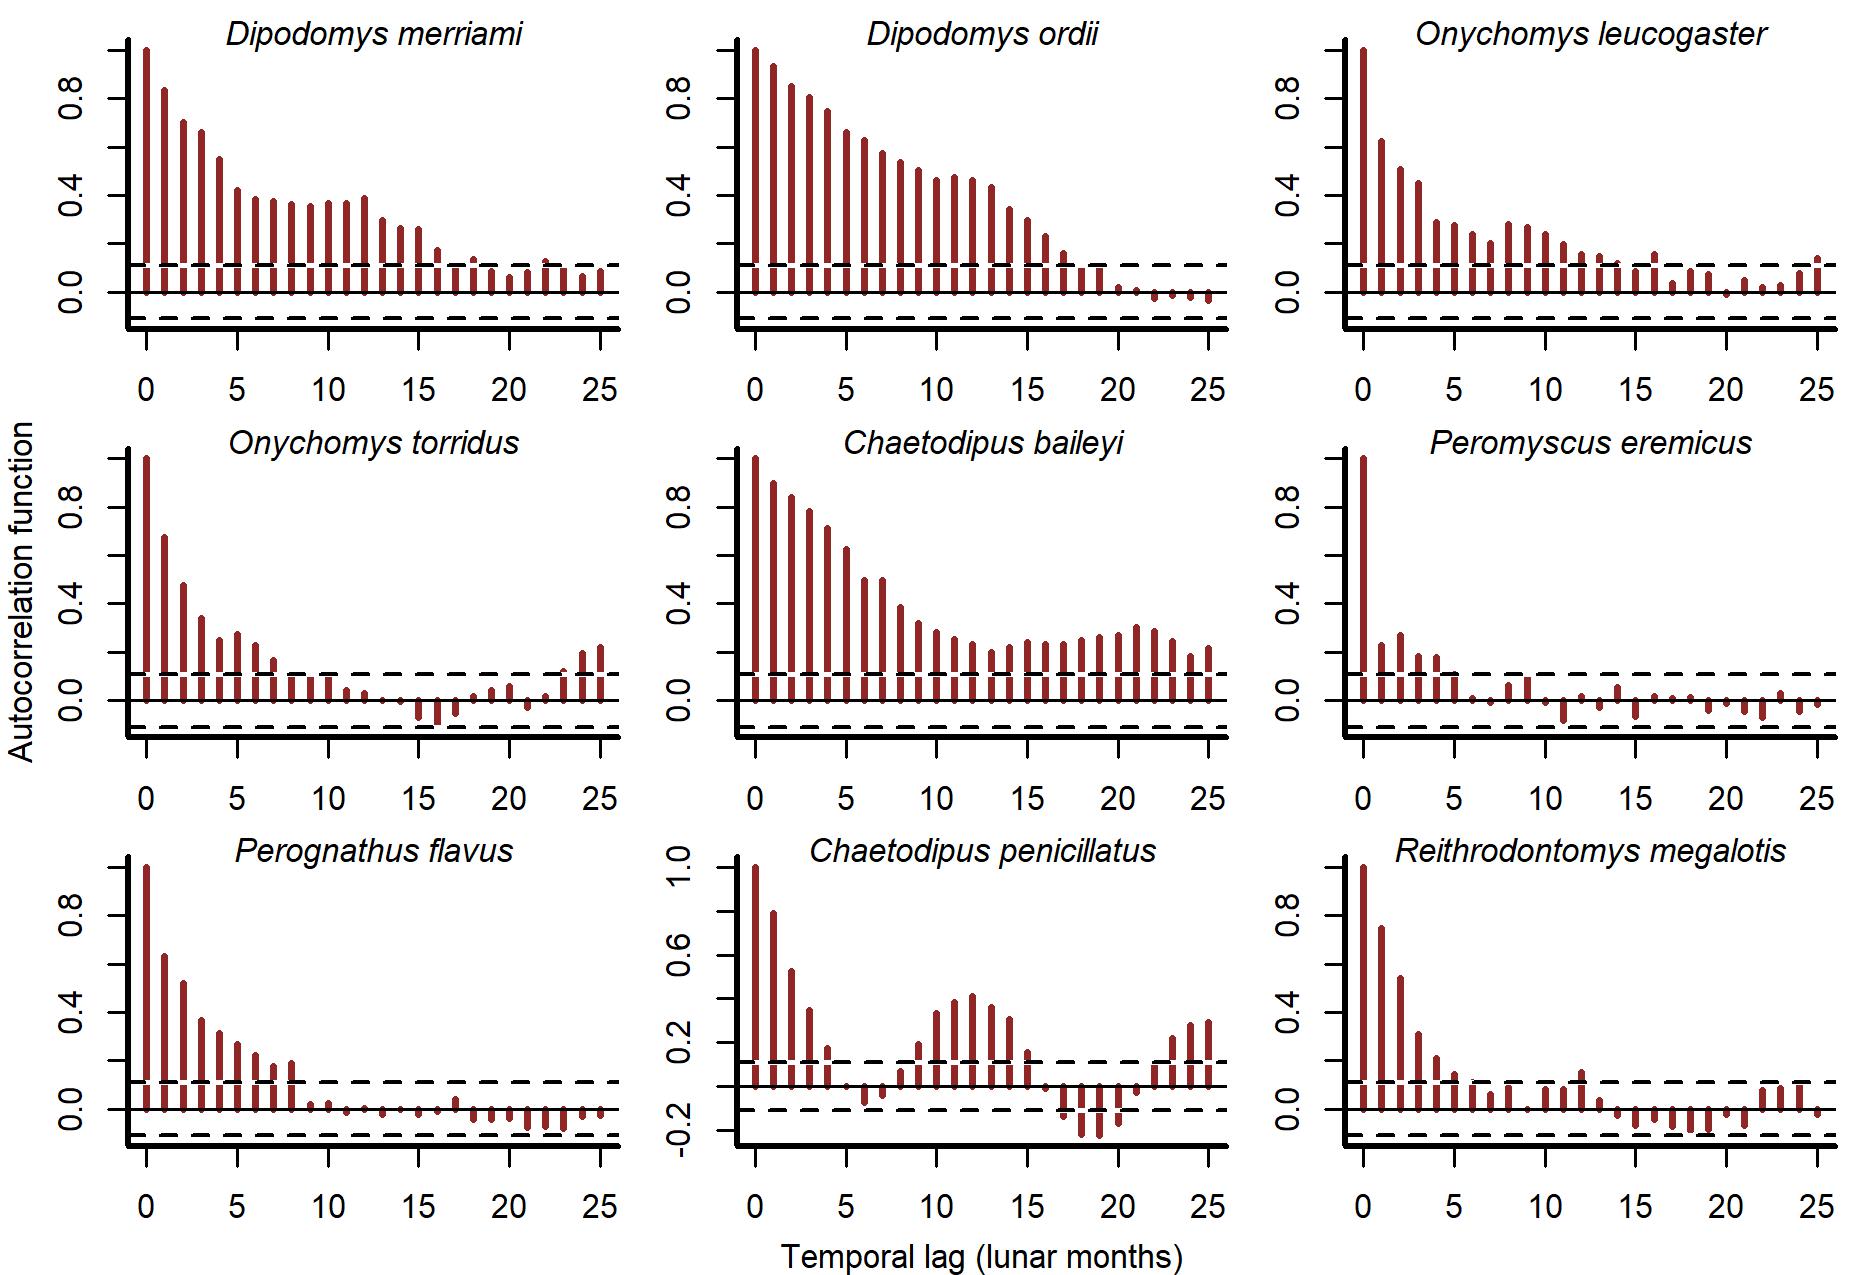 Dipodomys merriami
Dipodomys ordii
Onychomys leucogaster
0.8
0.4
0.0
0 5 10 15 20 25
0.8
0.4
0.0
0 5 10 15 20 25
0.8
0.4
0.0
0 5 10 15 20 25
Autocorrelation function
Onychomys torridus
Chaetodipus baileyi
Peromyscus eremicus
0.8
0.4
0.0
0 5 10 15 20 25
0.8
0.4
0.0
0 5 10 15 20 25
0.8
0.4
0.0
0 5 10 15 20 25
Perognathus flavus
Chaetodipus penicillatus
Reithrodontomys megalotis
0.8
0.4
0.0
0 5 10 15 20 25
1.0
0.6
0.2
-0.2
0 5 10 15 20 25
0.8
0.4
0.0
0 5 10 15 20 25
Temporal lag (lunar months)